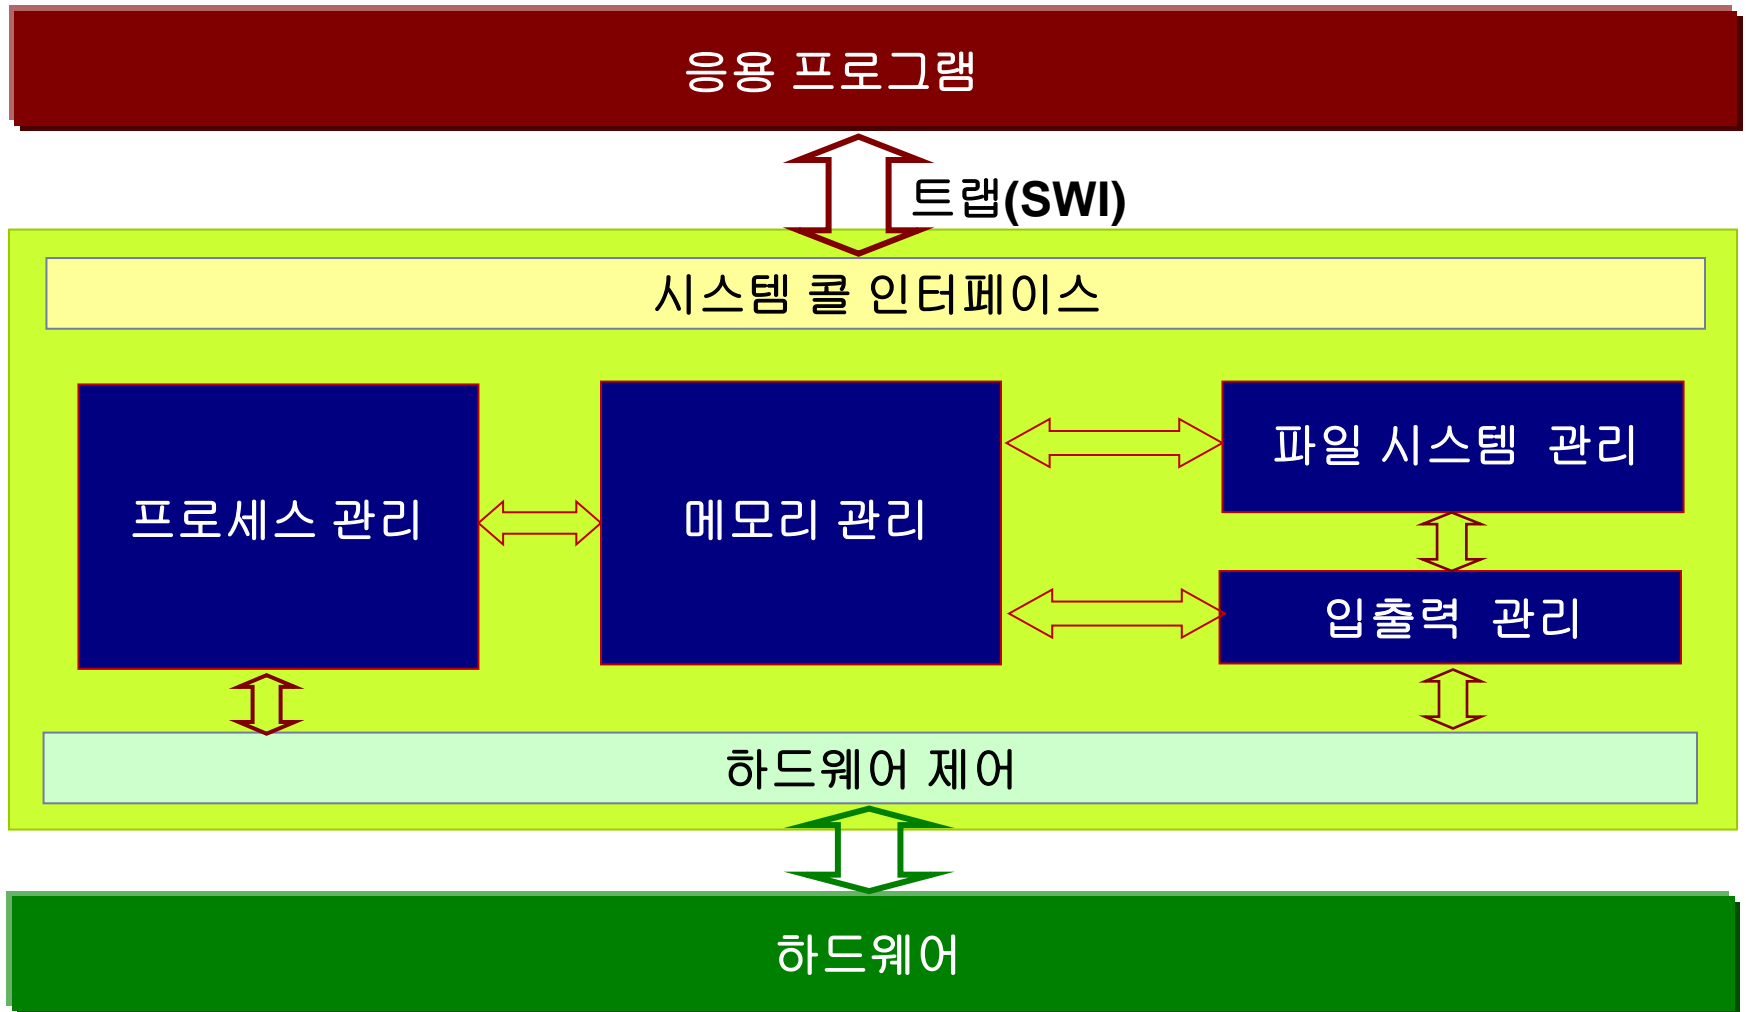 응용 프로그램
트랩(SWI)
시스템 콜 인터페이스
프로세스 관리
메모리 관리
파일 시스템 관리
입출력 관리
하드웨어 제어
하드웨어